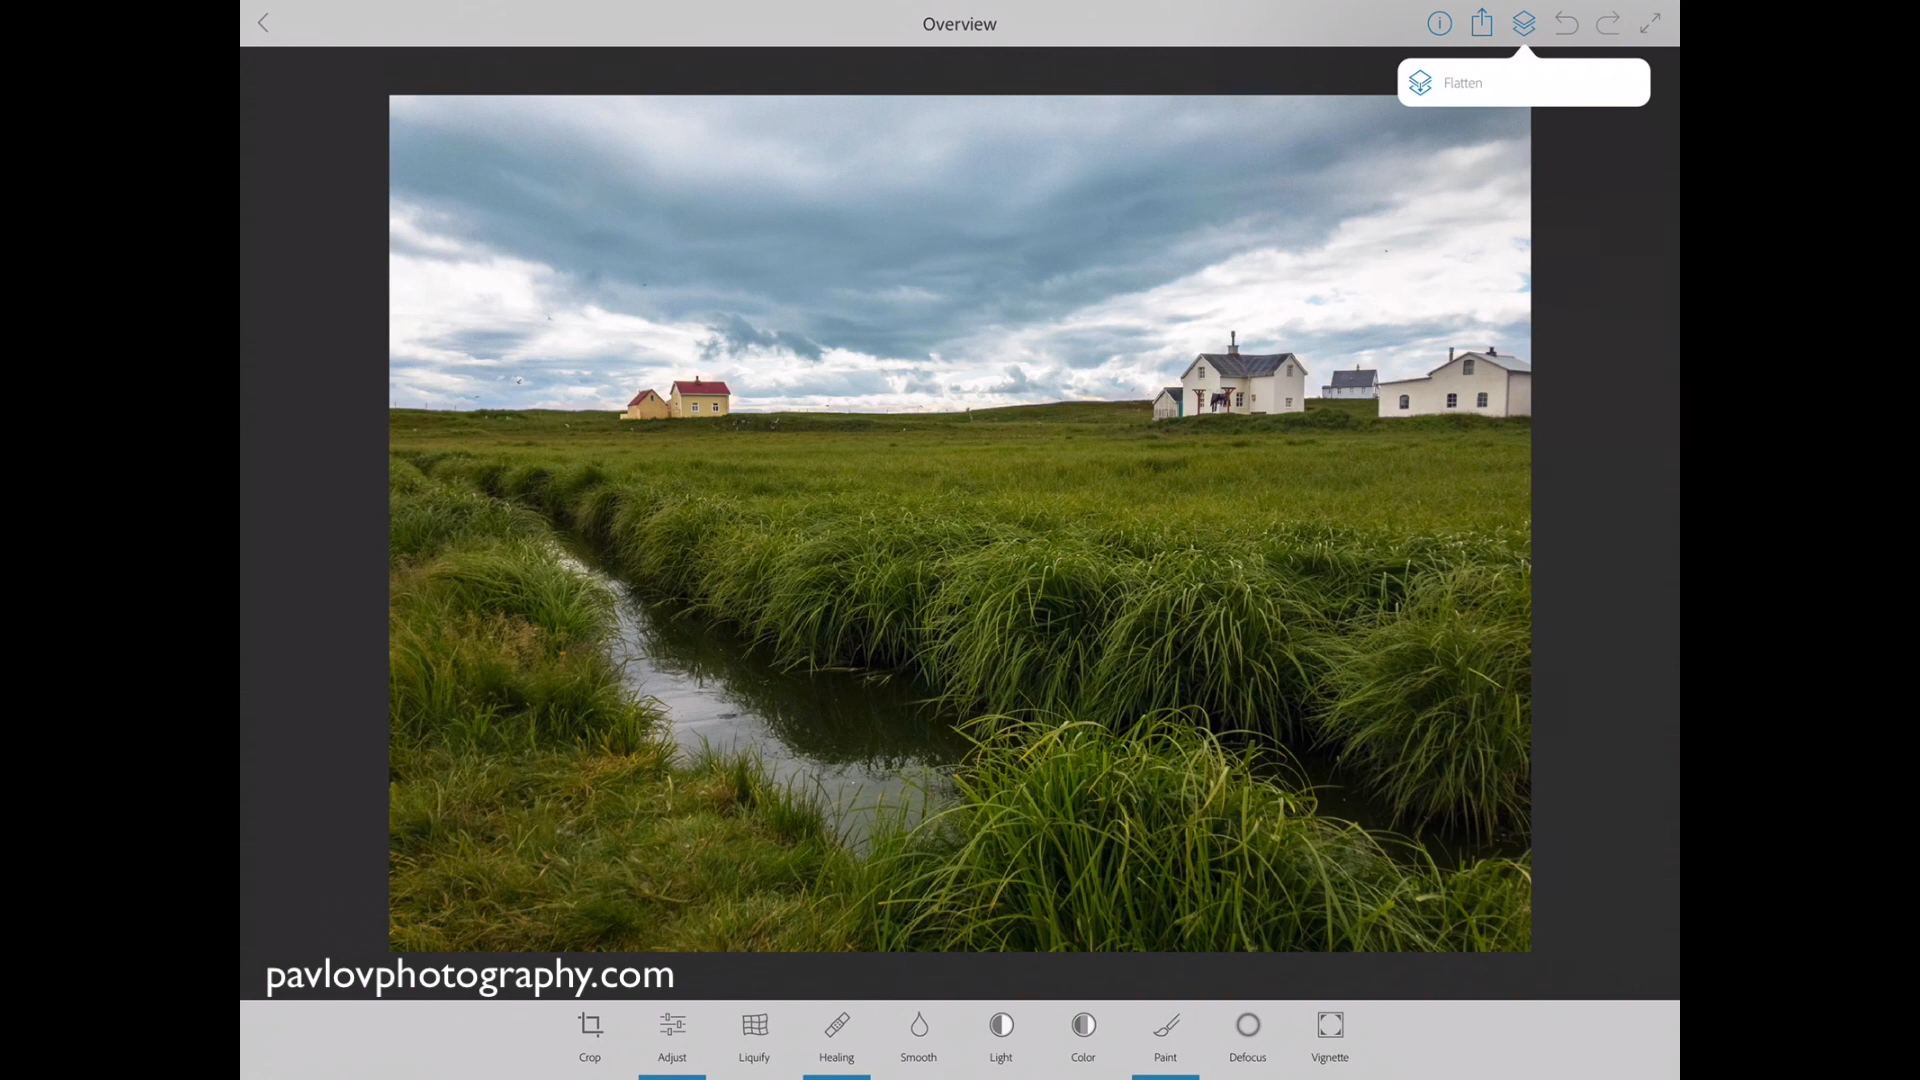 Overview
Flatten
pavlovphotography.com
Crop
Adjust
Liquify
Healing
Smooth
Light
Color
Paint
Defocus
Vignette